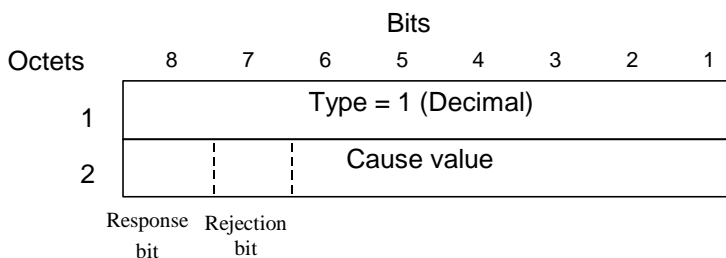 Bits
Octets 8 7 6 5 4 3 2 1
1 Type = 1 (Decimal)
2 Cause value
Response Rejection
bit bit